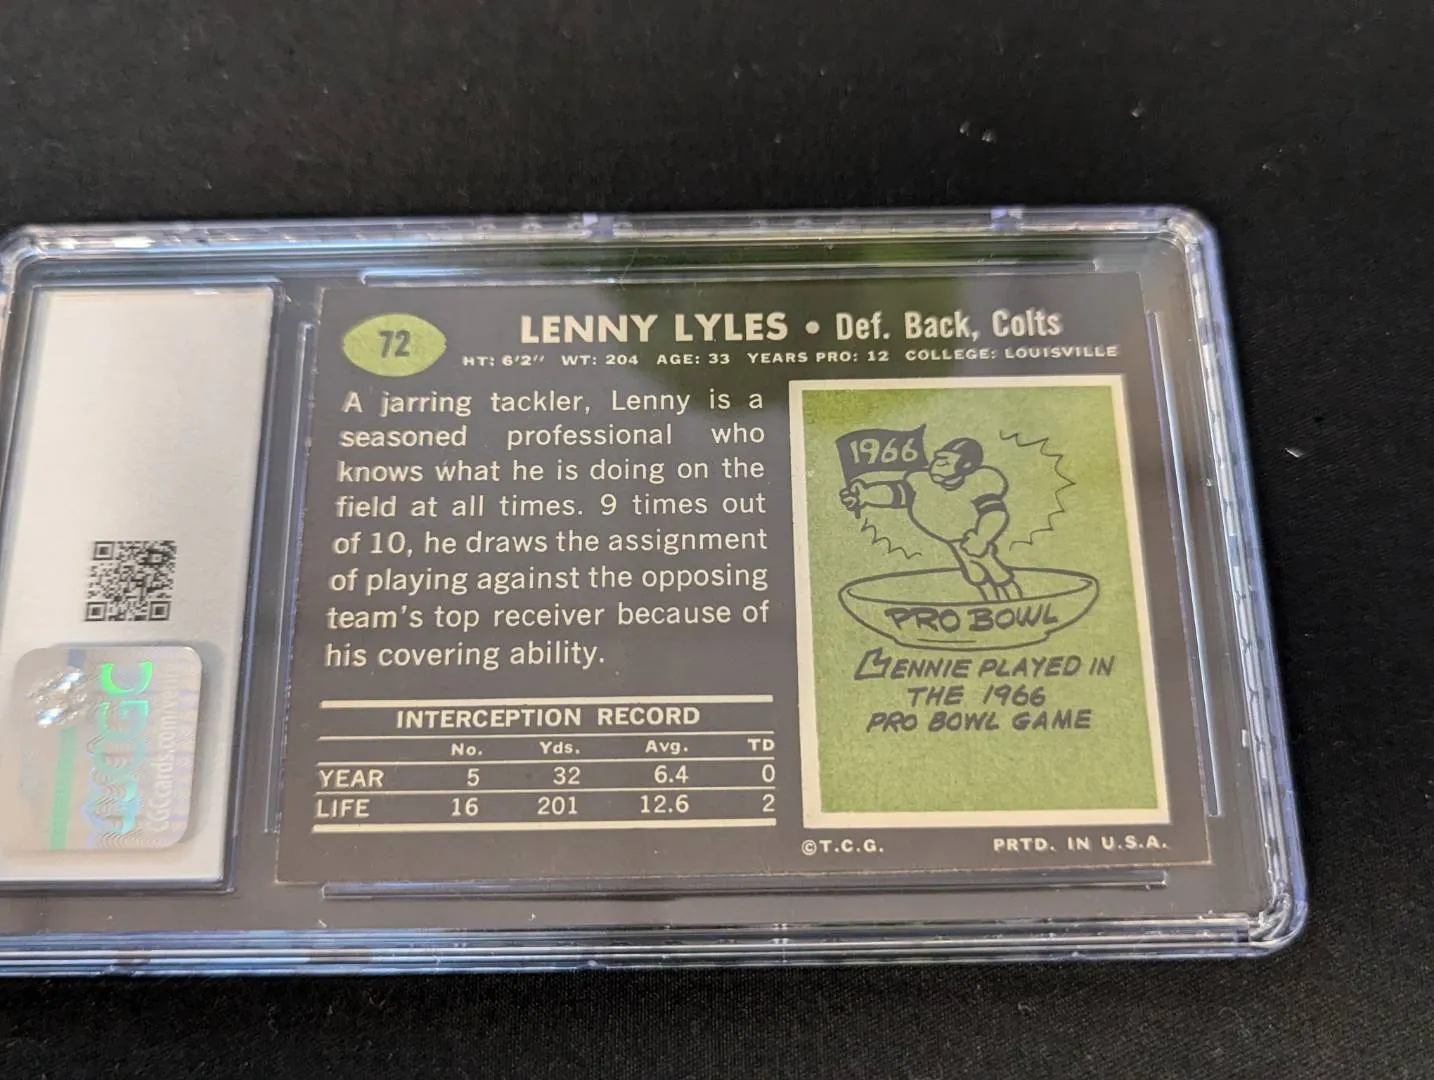 72
LENNY LYLES • Def. Back, Colts
HT: 6'2" WT: 204 AGE: 33 YEARS PRO: 12 COLLEGE: LOUISVILLE
A jarring tackler, Lenny is a
seasoned professional who
knows what he is doing on the
field at all times. 9 times out
of 10, he draws the assignment
of playing against the opposing
team's top receiver because of
his covering ability.
INTERCEPTION RECORD
No. Yds. Avg. TD
YEAR 5 32 6.4 0
LIFE 16 201 12.6 2
1966
PRO BOWL
LENNIE PLAYED IN
THE 1966
PRO BOWL GAME
©T.C.G. PRTD. IN U.S.A.
CGC